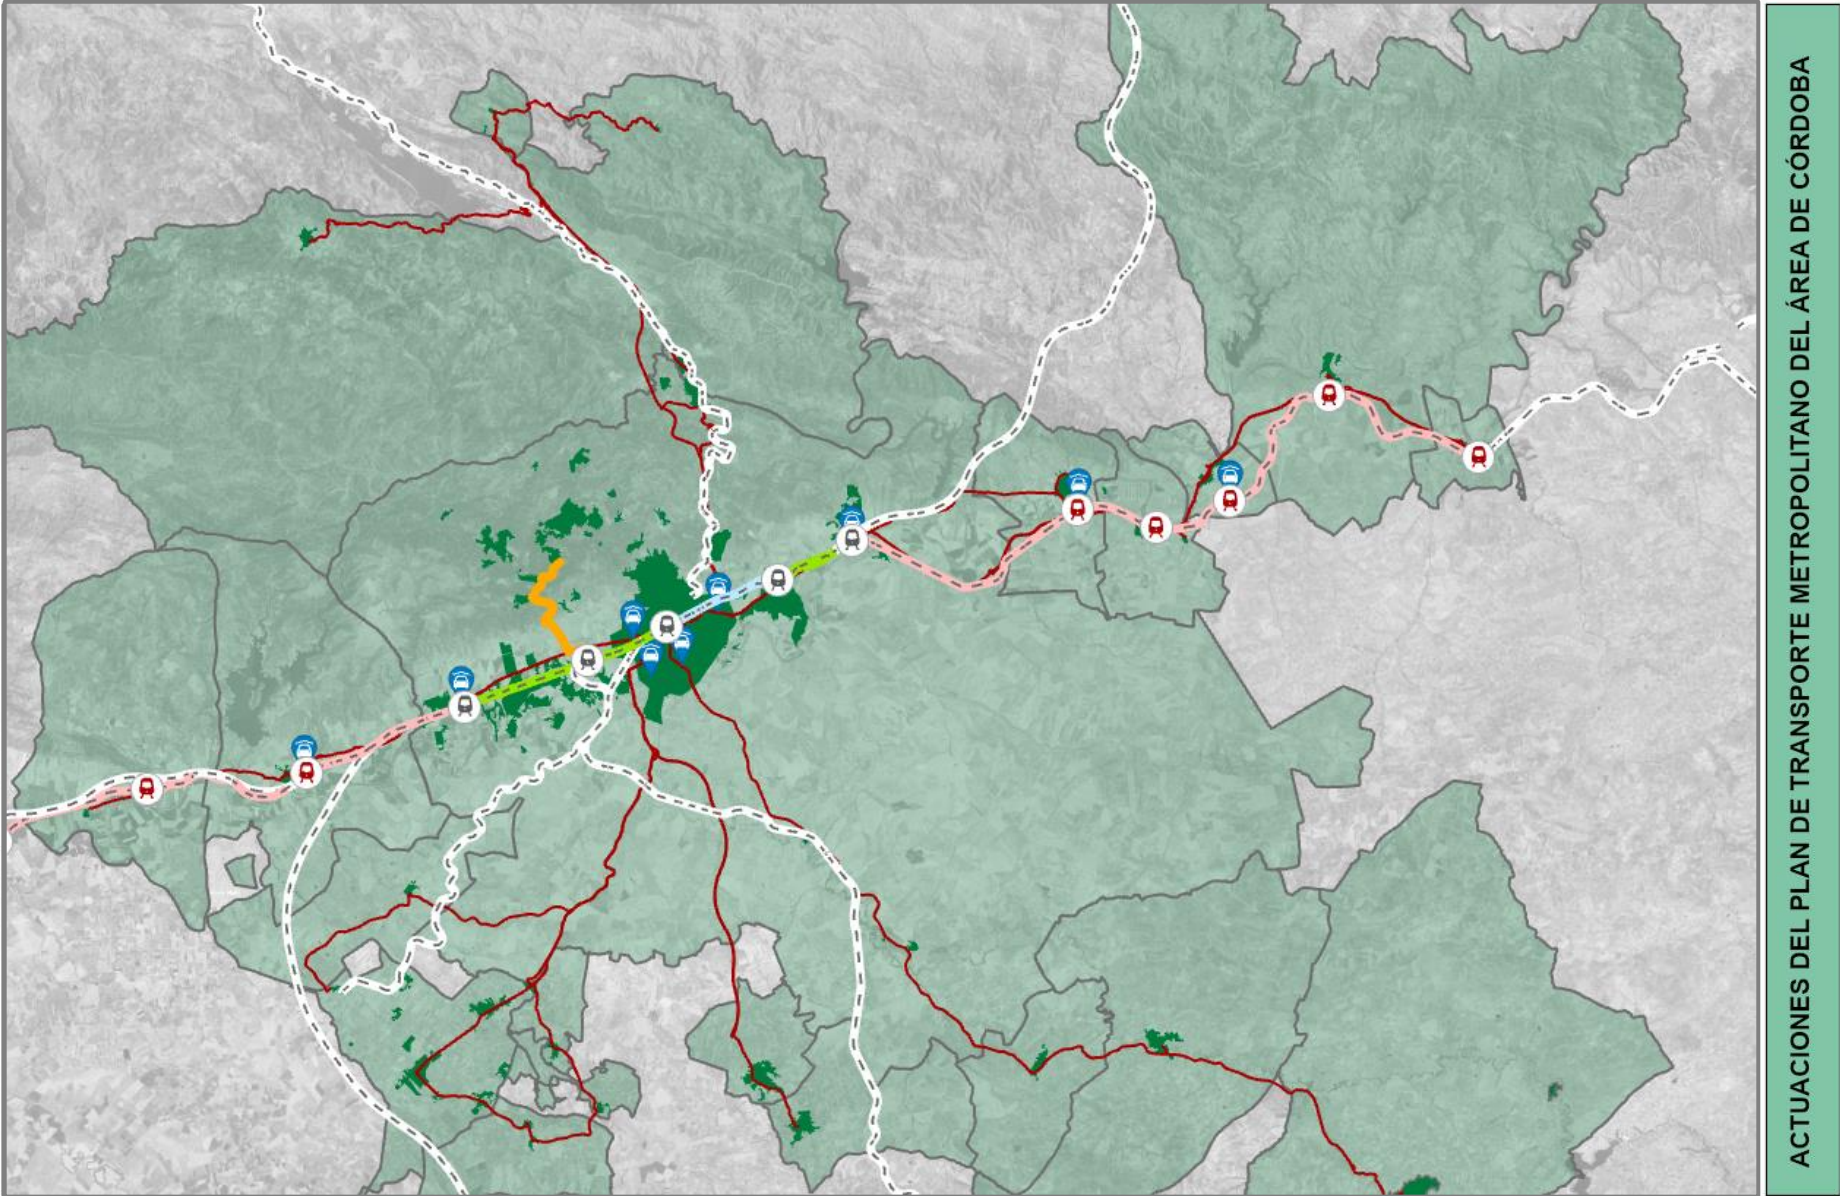 ACTUACIONES DEL PLAN DE TRANSPORTE METROPOLITANO DEL ÁREA DE CÓRDOBA